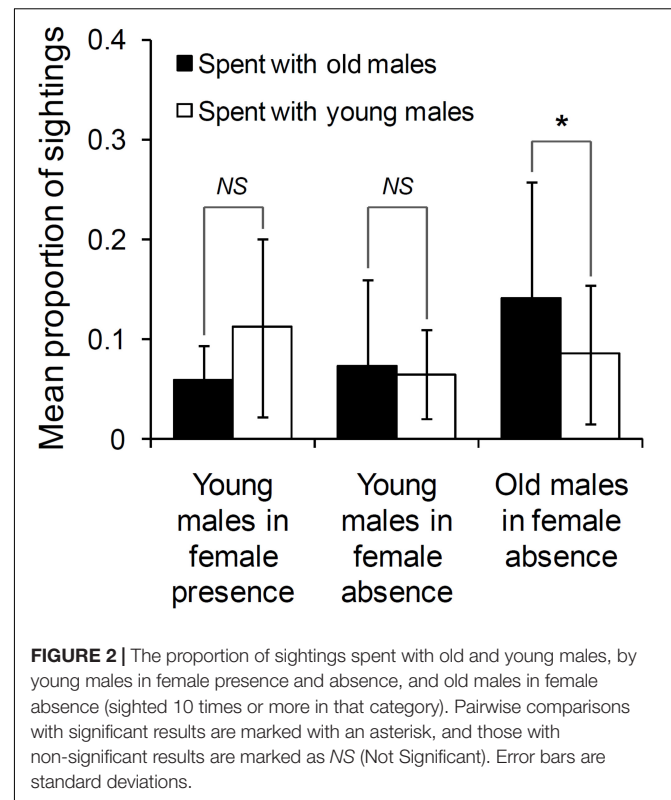 0.4
0.3
0.2
0.1
0
Mean proportion of sightings
Spent with old males
Spent with young males
NS
NS
*
Young
males in
female
presence
Young
males in
female
absence
Old males
in female
absence
FIGURE 2 | The proportion of sightings spent with old and young males, by
young males in female presence and absence, and old males in female
absence (sighted 10 times or more in that category). Pairwise comparisons
with significant results are marked with an asterisk, and those with
non-significant results are marked as NS (Not Significant). Error bars are
standard deviations.